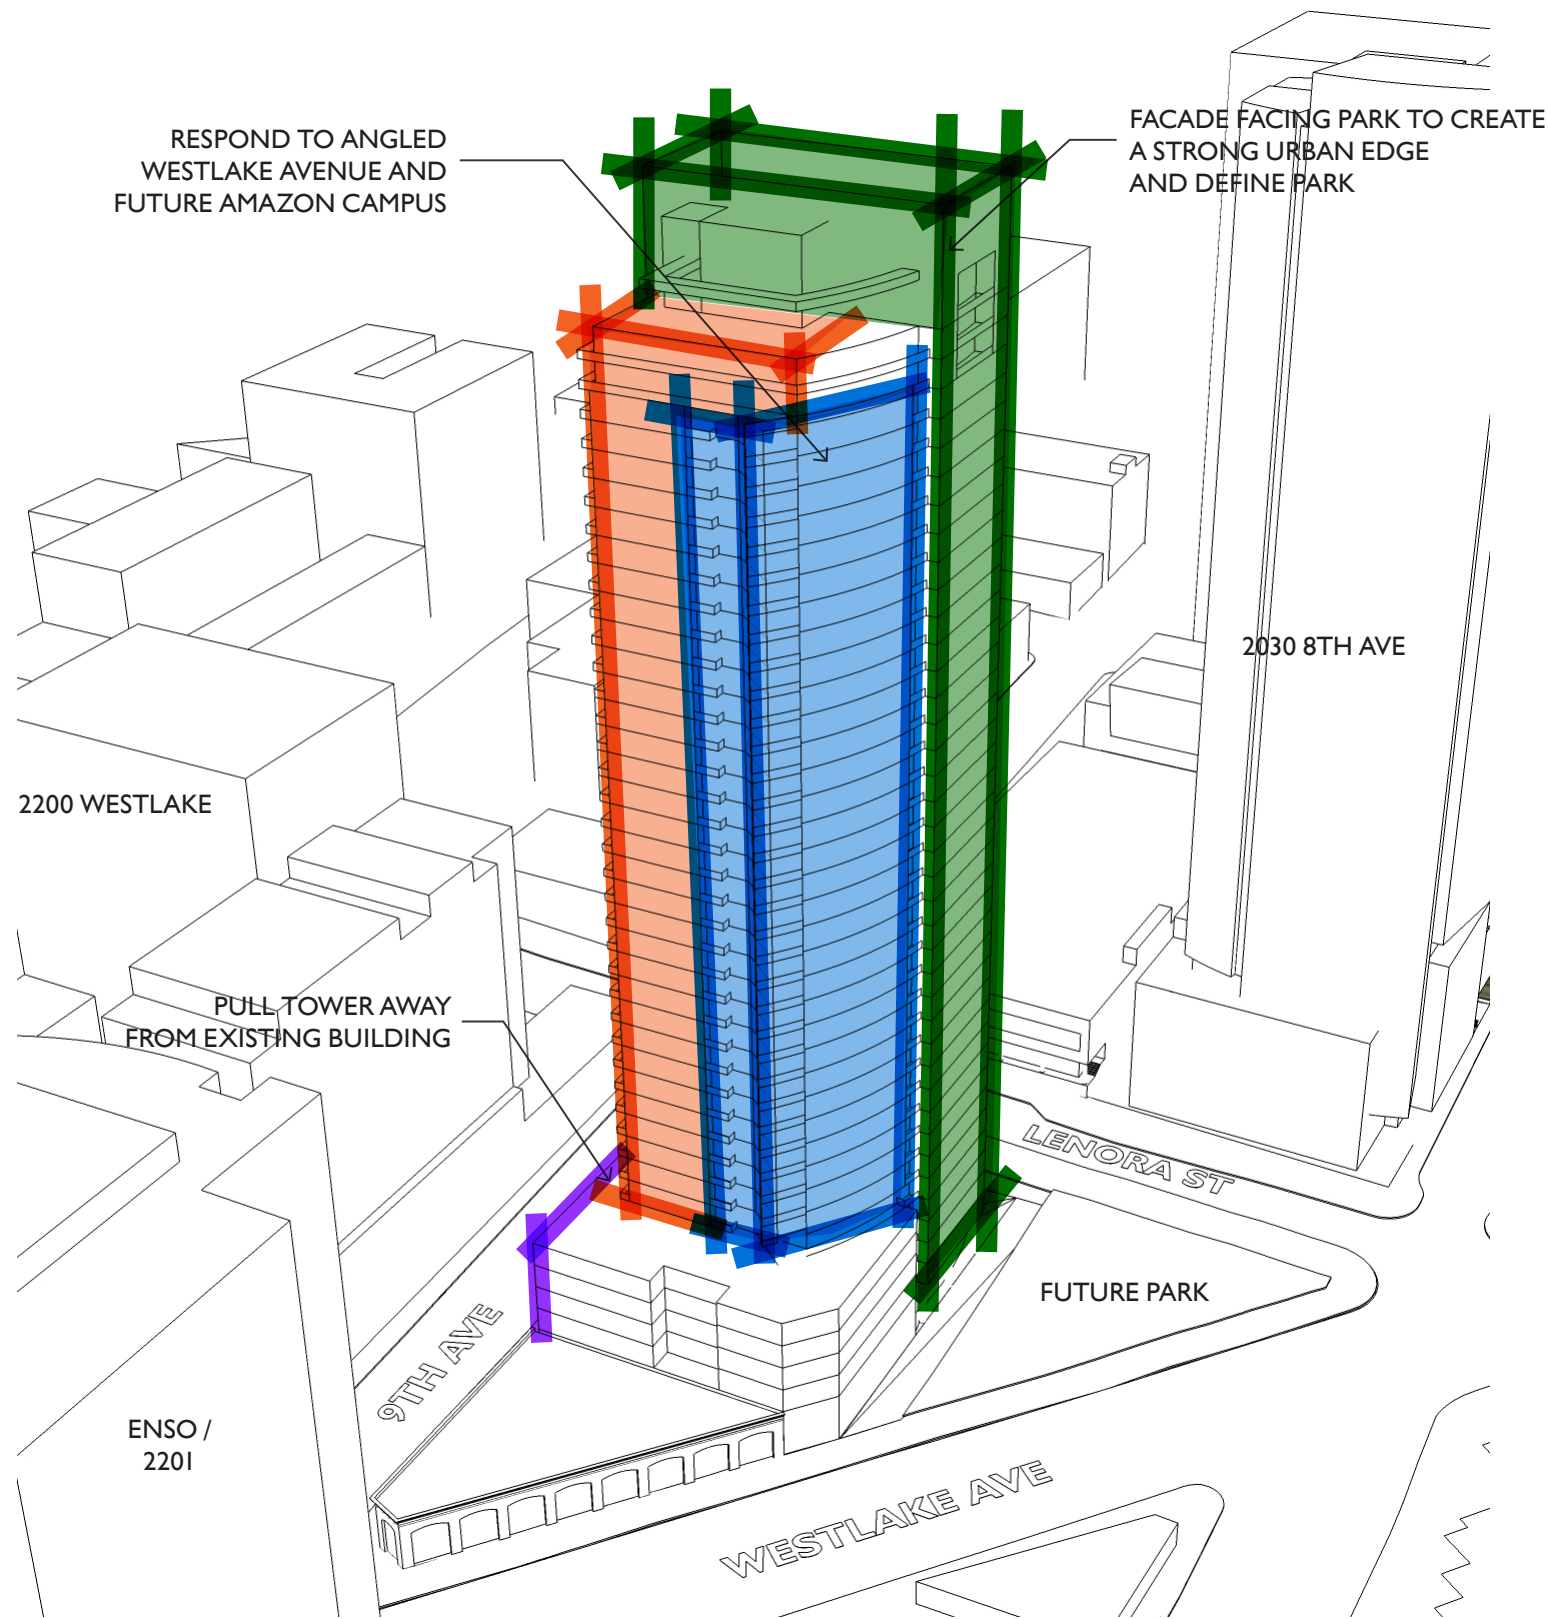 RESPOND TO ANGLED
WESTLAKE AVENUE AND
FUTURE AMAZON CAMPUS
FACADE FACING PARK TO CREATE
A STRONG URBAN EDGE
AND DEFINE PARK
2030 8TH AVE
2200 WESTLAKE
PULL TOWER AWAY
FROM EXISTING BUILDING
LENORA ST
FUTURE PARK
9TH AVE
ENSO /
2201
WESTLAKE AVE